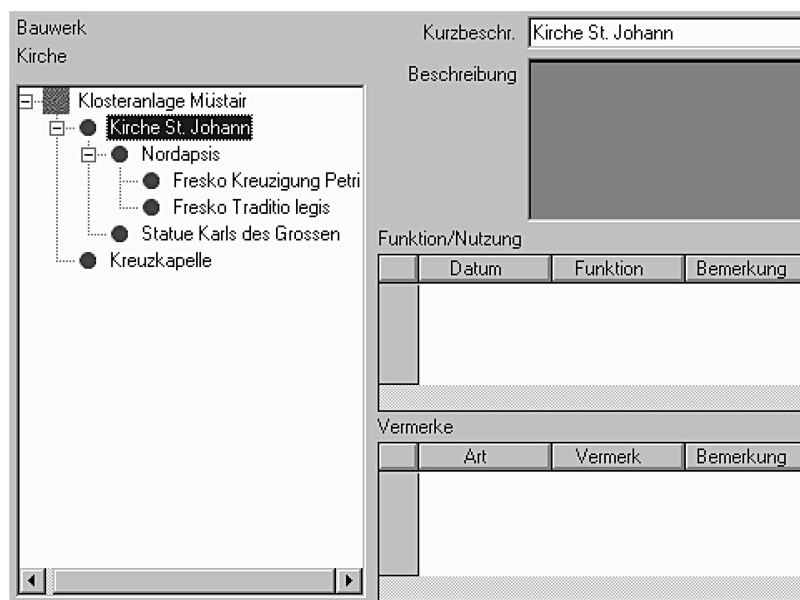 Bauwerk
Kirche
Klosteranlage Müstair
Kirche St. Johann
Nordapsis
Fresko Kreuzigung Petri
Fresko Traditio legis
Statue Karls des Grossen
Kreuzkapelle
Kurzbeschr. Kirche St. Johann
Beschreibung
Funktion/Nutzung
Datum Funktion Bemerkung
Vermerke
Art Vermerk Bemerkung